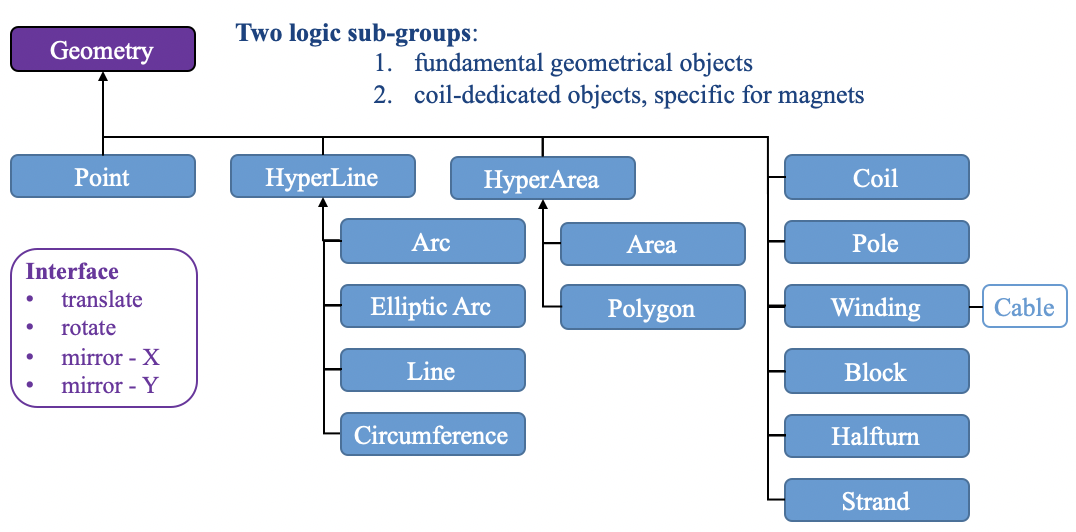 Geometry
Two logic sub-groups:
1. fundamental geometrical objects
2. coil-dedicated objects, specific for magnets
Point
HyperLine
HyperArea
Coil
Arc
Area
Pole
Interface
• translate
• rotate
• mirror - X
• mirror - Y
Elliptic Arc
Polygon
Winding
Cable
Line
Block
Circumference
Halfturn
Strand